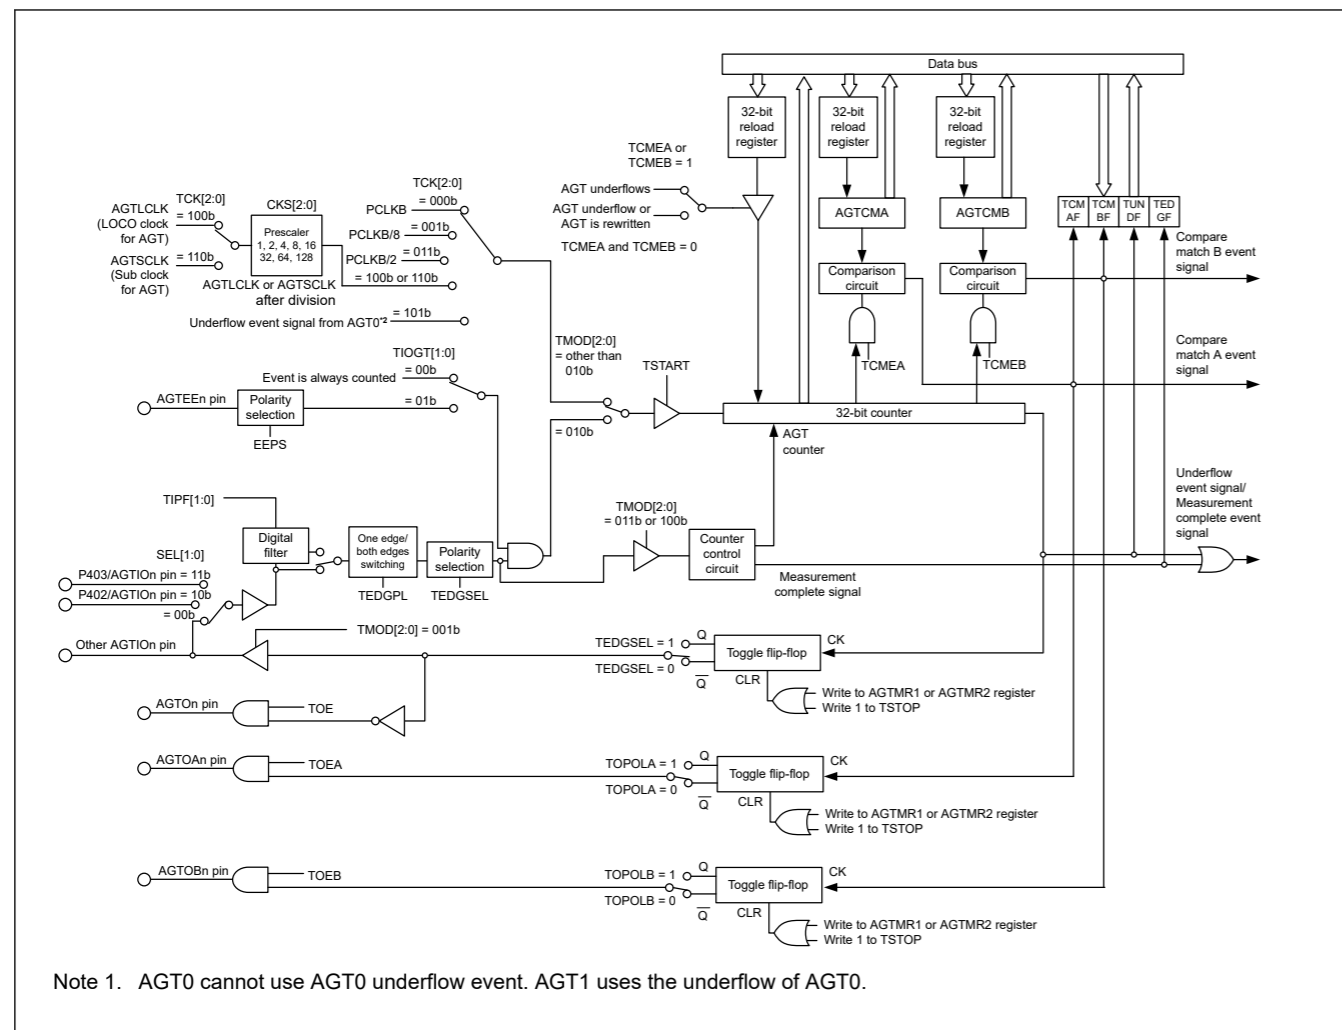 Data bus
32-bit
reload
register
32-bit
reload
register
32-bit
reload
register
TCMEA or
TCMEB = 1
AGT underflows
AGT underflow or
AGT is rewritten
TCMEA and TCMEB = 0
AGTCMA
AGTCMB
TCM
AF
TCM
BF
TUN
DF
TED
GF
Comparison
circuit
Comparison
circuit
TCMEA
TCMEB
Compare
match B event
signal
Compare
match A event
signal
Underflow
event signal/
Measurement
complete event
signal
TCK[2:0]
AGTLCLK
(LOCO clock
for AGT)
= 100b
AGTSCLK
(Sub clock
for AGT)
= 110b
CKS[2:0]
Prescaler
1, 2, 4, 8, 16
32, 64, 128
AGTLCLK or AGTSCLK
after division
TCK[2:0]
PCLKB
= 000b
PCLKB/8
= 001b
PCLKB/2
= 011b
= 100b or 110b
Underflow event signal from AGT0*2
= 101b
TIOGT[1:0]
Event is always counted
= 00b
AGTEEn pin
Polarity
selection
= 01b
EEPS
TMOD[2:0]
= other than
010b
= 010b
TSTART
32-bit counter
AGT
counter
TIPF[1:0]
Digital
filter
One edge/
both edges
switching
Polarity
selection
TEDGPL
TEDGSEL
TMOD[2:0]
= 011b or 100b
Counter
control
circuit
Measurement
complete signal
SEL[1:0]
P403/AGTIOn pin = 11b
P402/AGTIOn pin = 10b
= 00b
Other AGTIOn pin
TMOD[2:0] = 001b
TEDGSEL = 1
TEDGSEL = 0
Q
Q
Toggle flip-flop
CK
CLR
Write to AGTMR1 or AGTMR2 register
Write 1 to TSTOP
AGTOn pin
TOE
AGTOAn pin
TOEA
TOPOLA = 1
TOPOLA = 0
Q
Q
Toggle flip-flop
CK
CLR
Write to AGTMR1 or AGTMR2 register
Write 1 to TSTOP
AGTOBn pin
TOEB
TOPOLB = 1
TOPOLB = 0
Q
Q
Toggle flip-flop
CK
CLR
Write to AGTMR1 or AGTMR2 register
Write 1 to TSTOP
Note 1. AGT0 cannot use AGT0 underflow event. AGT1 uses the underflow of AGT0.